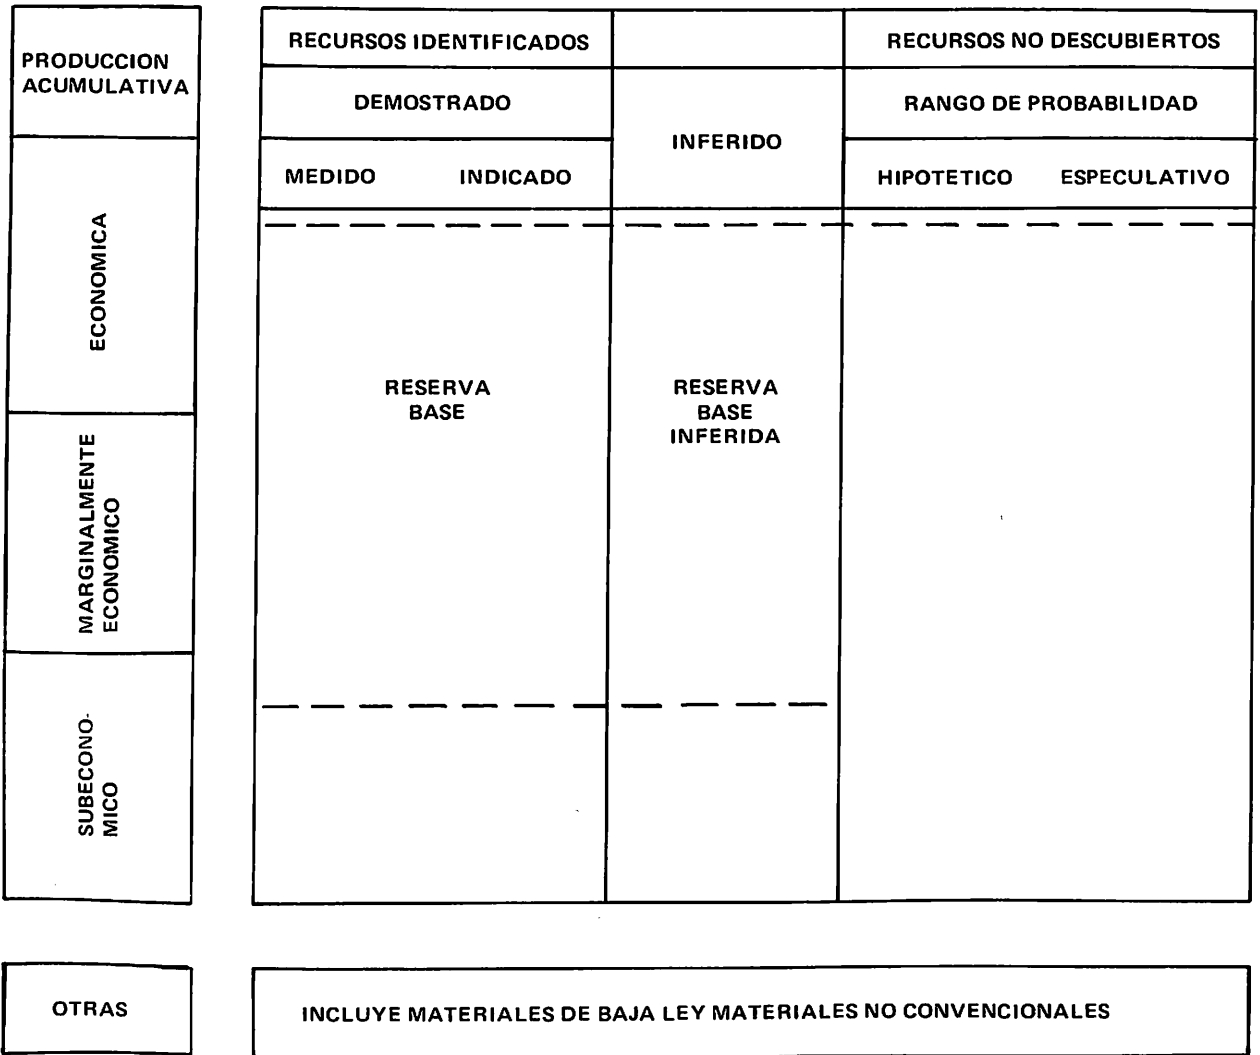 PRODUCCION
ACUMULATIVA
ECONOMICA
MARGINALMENTE
ECONOMICO
SUBECONO-
MICO
RECURSOS IDENTIFICADOS
RECURSOS NO DESCUBIERTOS
DEMOSTRADO
INFERIDO
RANGO DE PROBABILIDAD
MEDIDO INDICADO
HIPOTETICO ESPECULATIVO
RESERVA
BASE
RESERVA
BASE
INFERIDA
OTRAS
INCLUYE MATERIALES DE BAJA LEY MATERIALES NO CONVENCIONALES